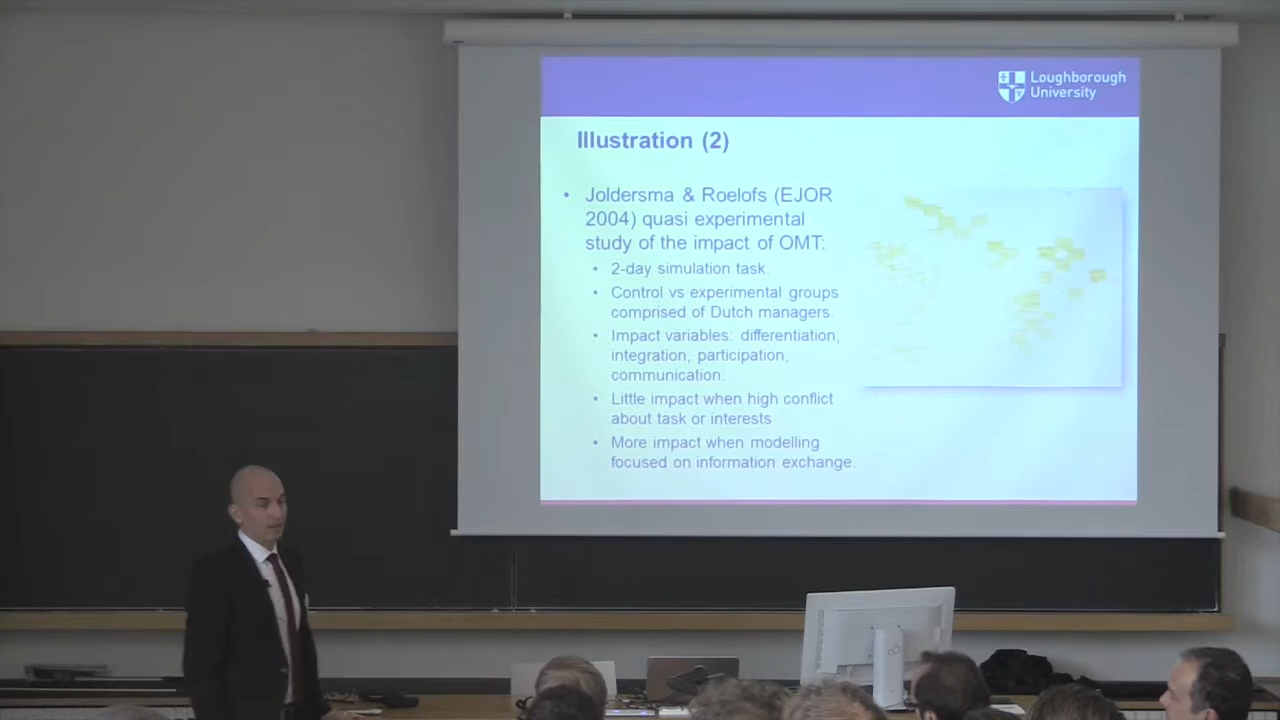 Loughborough
University
Illustration (2)
• Joldersma & Roelofs (EJOR
2004) quasi experimental
study of the impact of OMT:
• 2-day simulation task.
• Control vs experimental groups
comprised of Dutch managers.
• Impact variables: differentiation,
integration, participation,
communication.
• Little impact when high conflict
about task or interests
• More impact when modelling
focused on information exchange.